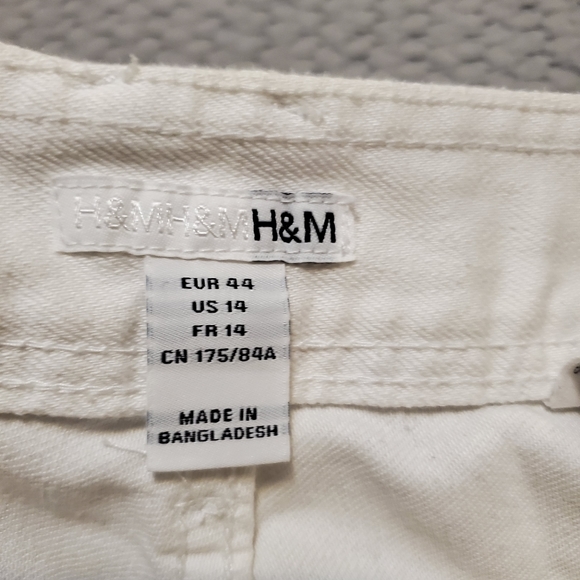 H&MH&MH&M
EUR 44
US 14
FR 14
CN 175/84A
MADE IN
BANGLADESH